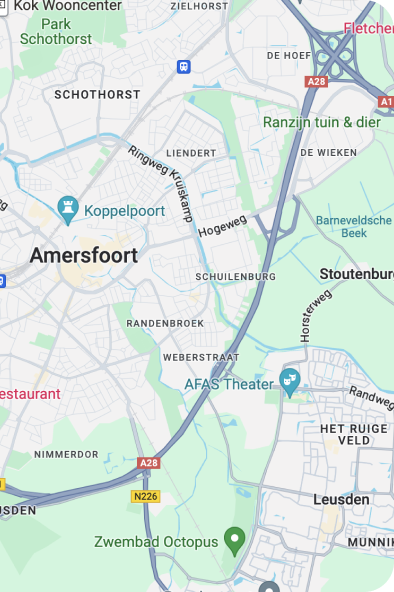 Kok Wooncenter
ZIELHORST
Park
Schothorst
Fletcher
DE HOEF
A28
SCHOTHORST
A1
Ranzijn tuin & dier
LIENDERT
DE WIEKEN
Ringweg Kruiskamp
Koppelpoort
Hogeweg
Barneveldsche
Beek
Amersfoort
SCHUILENBURG
Stoutenburg
Horsterweg
RANDENBROEK
WEBERSTRAAT
AFAS Theater
estaurant
Randweg
HET RUIGE
VELD
NIMMERDOR
A28
N226
Leusden
USDEN
Zwembad Octopus
MUNNIK